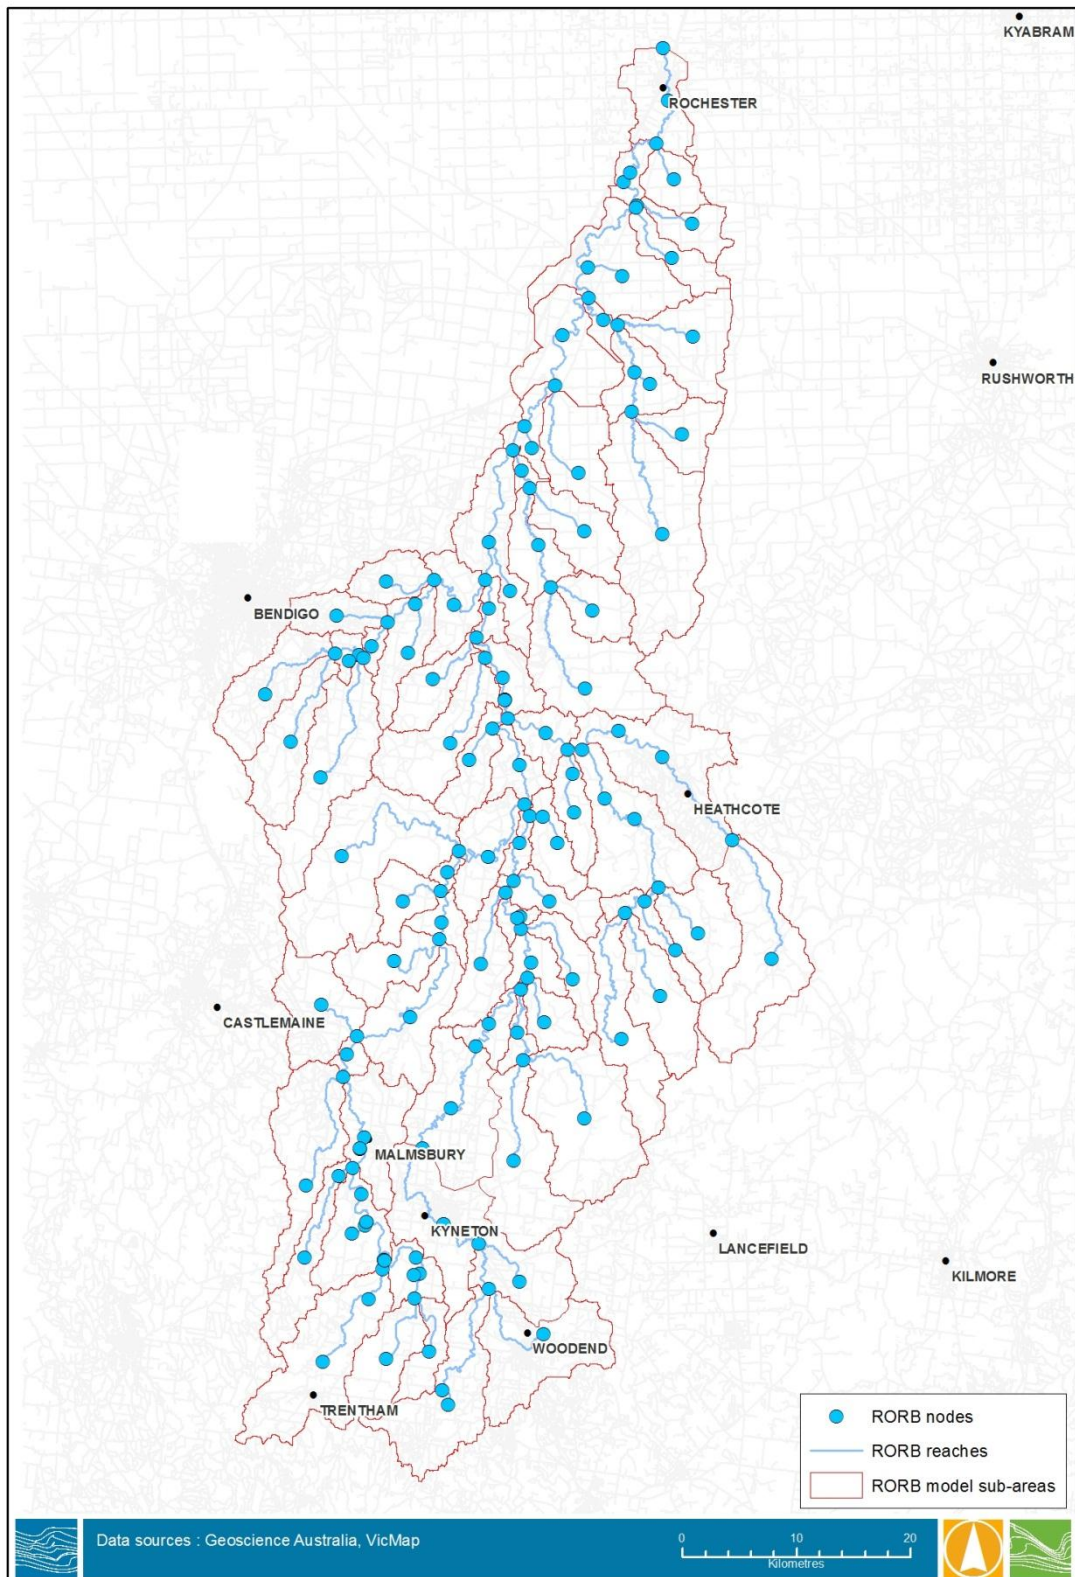 KYABRAM
ROCHESTER
RUSHWORTH
BENDIGO
HEATHCOTE
CASTLEMAINE
MALMSBURY
KYNETON
LANCEFIELD
KILMORE
WOODEND
TRENTHAM
RORB nodes
RORB reaches
RORB model sub-areas
Data sources : Geoscience Australia, VicMap
0 10 20
Kilometres